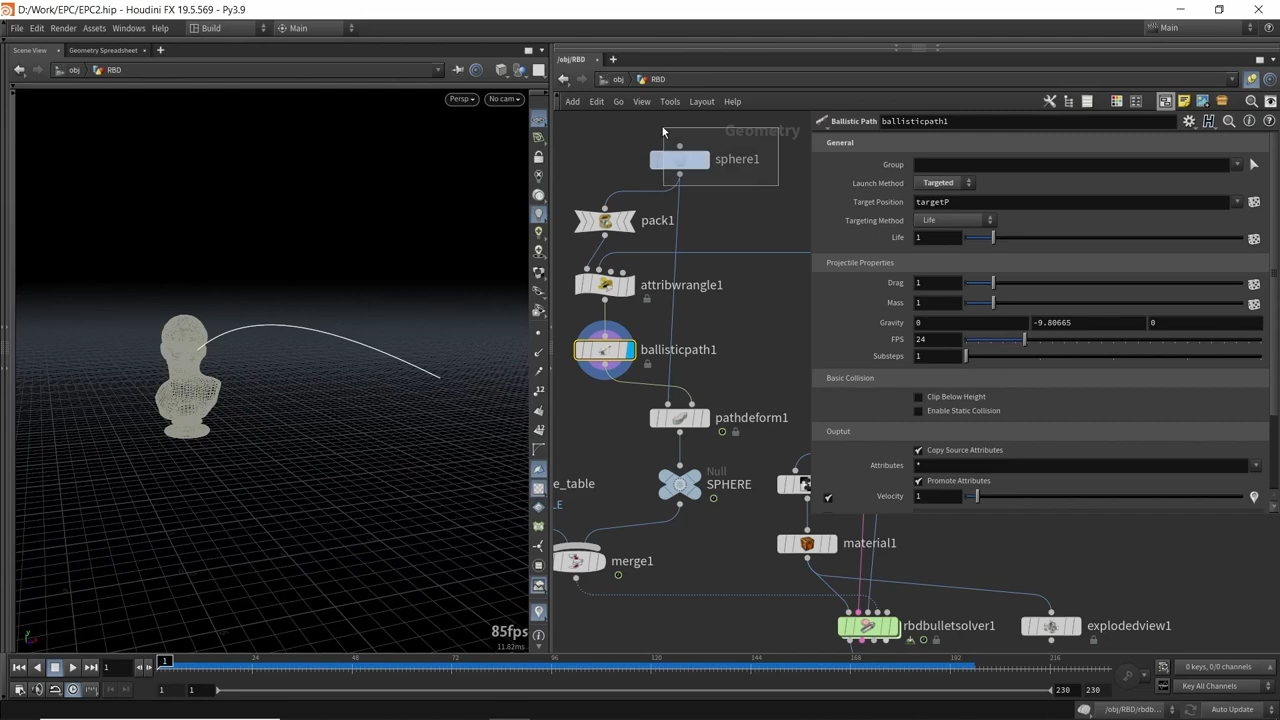 D:/Work/EPC/EPC2.hip - Houdini FX 19.5.569 - Py3.9
File Edit Render Assets Windows Help
Build
Main
Main
Scene View
Geometry Spreadsheet
/obj/RBD
obj
RBD
obj
RBD
Persp
No cam
Add Edit Go View Tools Layout Help
Geometry
sphere1
pack1
attribwrangle1
ballisticpath1
pathdeform1
Null
SPHERE
e_table
LE
merge1
material1
rbdbulletsolver1
explodedview1
Ballistic Path ballisticpath1
General
Group
Launch Method Targeted
Target Position targetP
Targeting Method Life
Life 1
Projectile Properties
Drag 1
Mass 1
Gravity 0 -9.80665 0
FPS 24
Substeps 1
Basic Collision
Clip Below Height
Enable Static Collision
Ouptut
Copy Source Attributes
Attributes *
Promote Attributes
Velocity 1
85fps
11.82ms
1
1 24 48 72 96 120 144 168 192 216
0 keys, 0/0 channels
1 1 230 230
Key All Channels
/obj/RBD/rbdb...
Auto Update